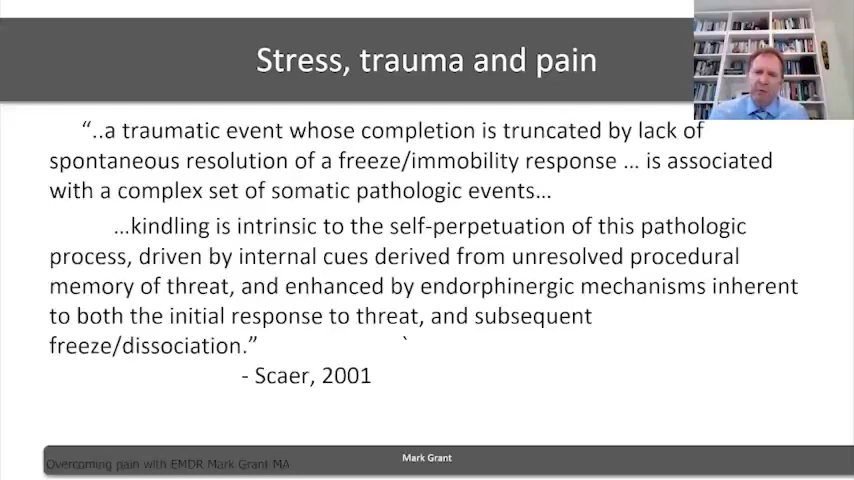 Stress, trauma and pain
“..a traumatic event whose completion is truncated by lack of
spontaneous resolution of a freeze/immobility response … is associated
with a complex set of somatic pathologic events…
…kindling is intrinsic to the self-perpetuation of this pathologic
process, driven by internal cues derived from unresolved procedural
memory of threat, and enhanced by endorphinergic mechanisms inherent
to both the initial response to threat, and subsequent
freeze/dissociation.” `
- Scaer, 2001
Mark Grant
Overcoming pain with EMDR Mark Grant MA